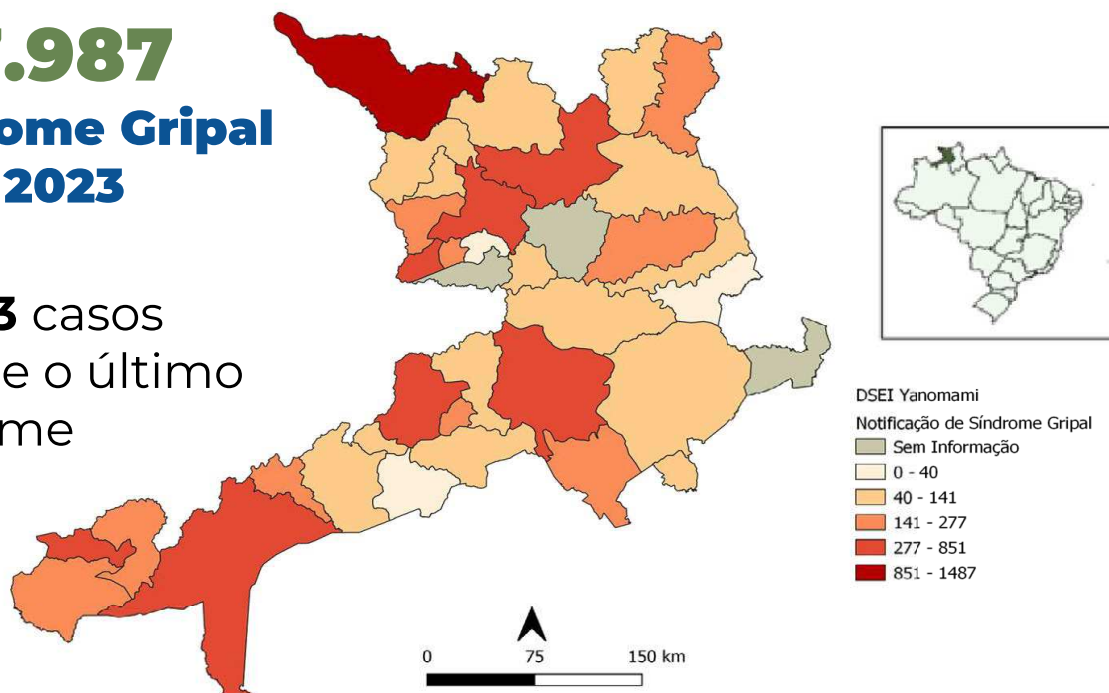 .987
ome Gripal
2023
3 casos
e o último
me
DSEI Yanomami
Notificação de Síndrome Gripal
Sem Informação
0 - 40
40 - 141
141 - 277
277 - 851
851 - 1487
0 75 150 km